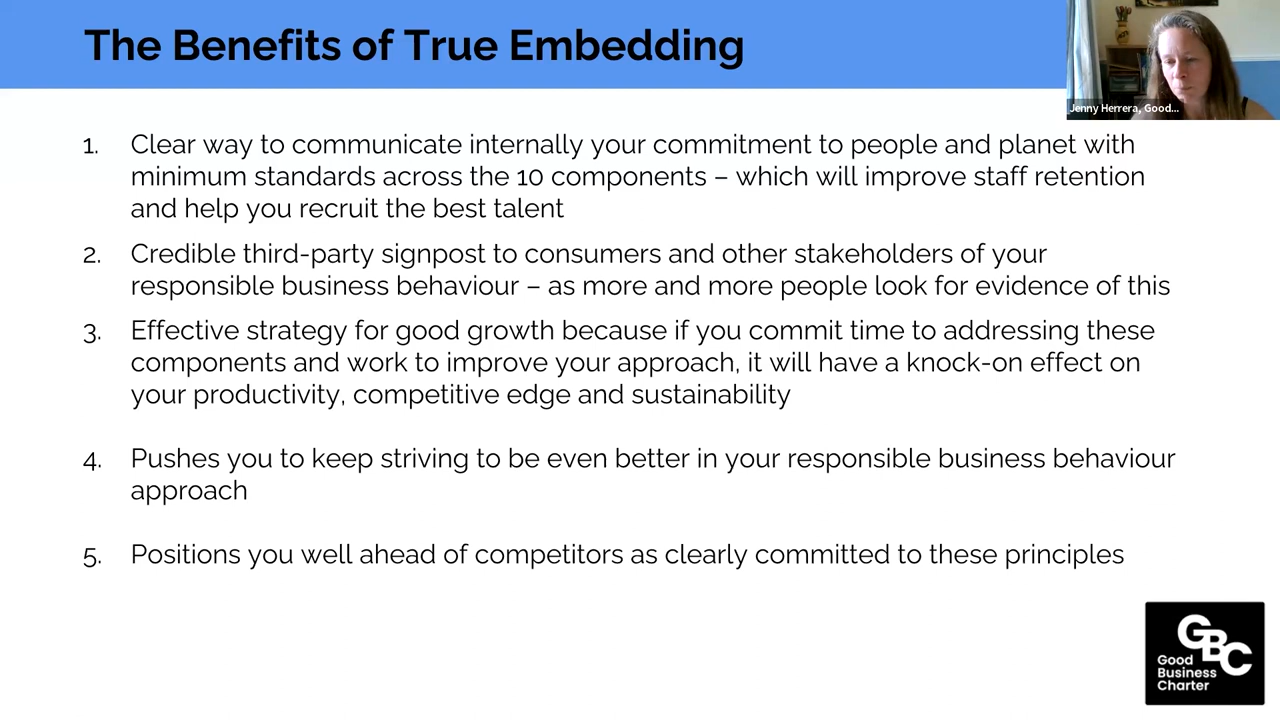 The Benefits of True Embedding
Jenny Herrera, Good...
1. Clear way to communicate internally your commitment to people and planet with
minimum standards across the 10 components – which will improve staff retention
and help you recruit the best talent
2. Credible third-party signpost to consumers and other stakeholders of your
responsible business behaviour – as more and more people look for evidence of this
3. Effective strategy for good growth because if you commit time to addressing these
components and work to improve your approach, it will have a knock-on effect on
your productivity, competitive edge and sustainability
4. Pushes you to keep striving to be even better in your responsible business behaviour
approach
5. Positions you well ahead of competitors as clearly committed to these principles
GBC
Good
Business
Charter